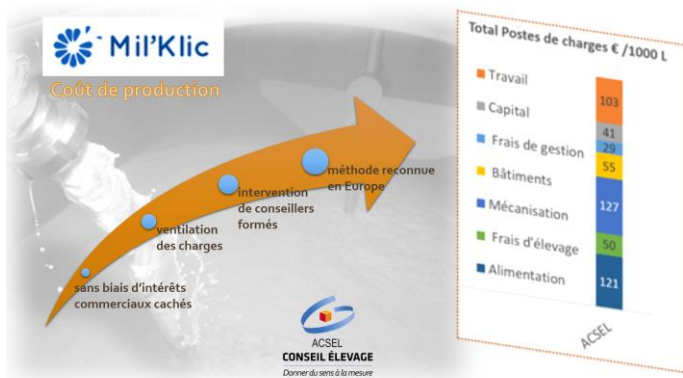 Mil'Klic
Coût de production
sans biais d'intérêts
commerciaux cachés
ventilation
des charges
intervention
de conseillers
formés
méthode reconnue
en Europe
ACSEL
CONSEIL ÉLEVAGE
Donner du sens à la mesure
Total Postes de charges € /1000 L
Travail
Capital
Frais de gestion
Bâtiments
Mécanisation
Frais d'élevage
Alimentation
103
41
29
55
127
50
121
ACSEL